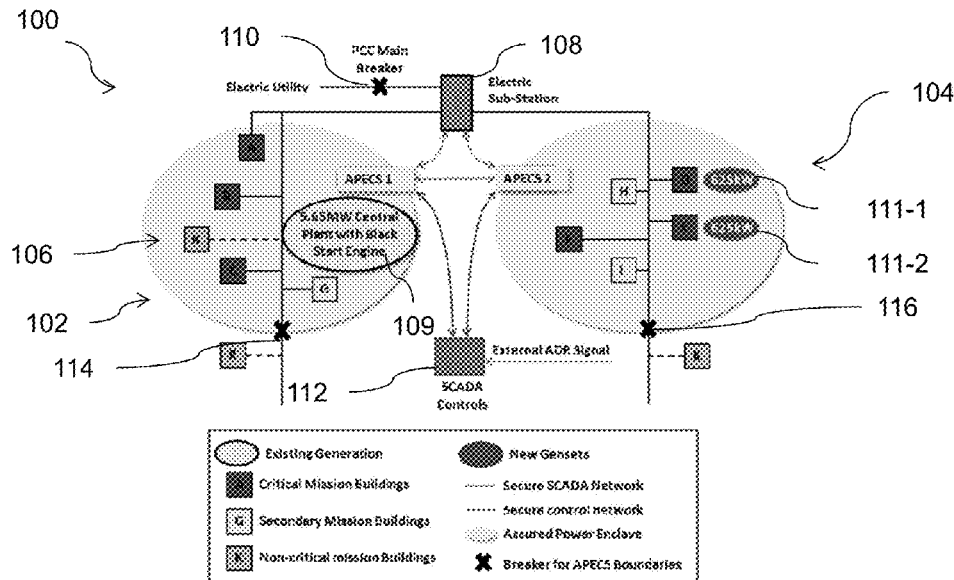 100
110
PCC Main
Breaker
108
Electric Utility
Electric
Sub-Station
104
APECS 1
APECS 2
H
5.65MW Central
Plant with Black
Start Engine
111-1
111-2
106
I
G
102
109
116
114
112
External ADR Signal
SCADA
Controls
Existing Generation
New Gensets
Critical Mission Buildings
Secure SCADA Network
Secure control network
G
Secondary Mission Buildings
Assured Power Enclave
Non-critical mission Buildings
Breaker for APECS Boundaries